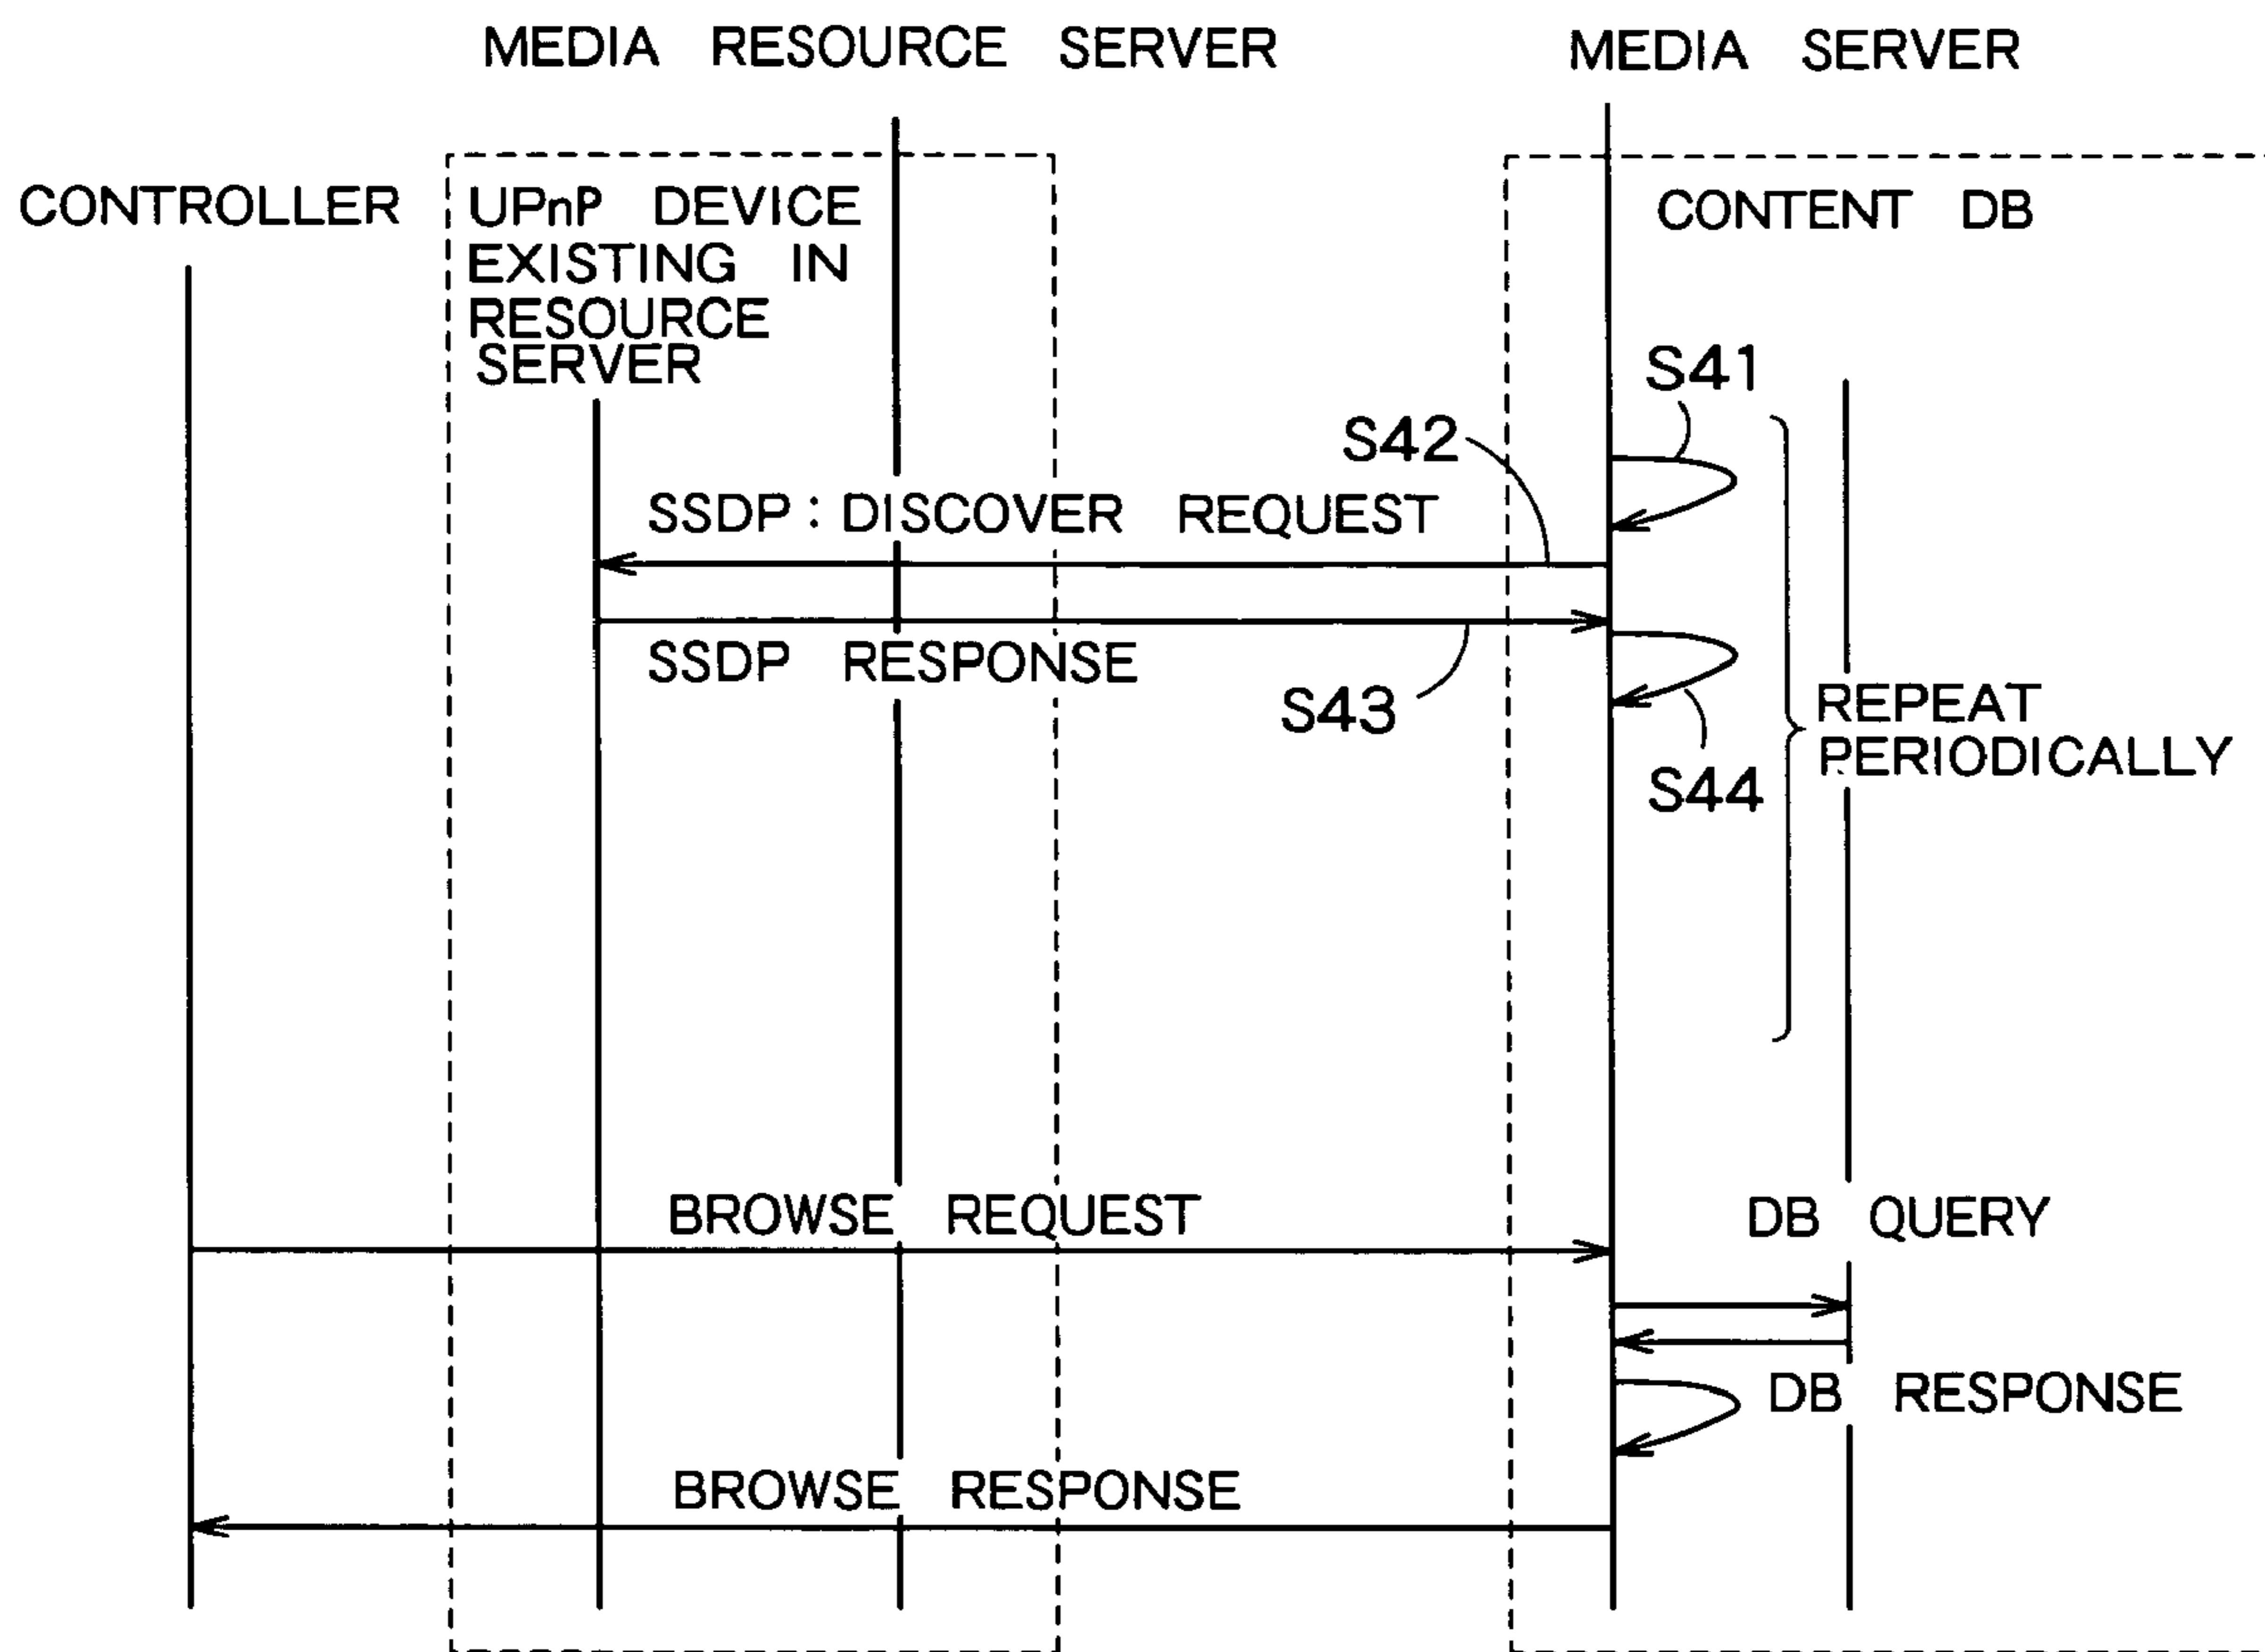 MEDIA RESOURCE SERVER
MEDIA SERVER
CONTROLLER
UPnP DEVICE
EXISTING IN
RESOURCE
SERVER
CONTENT DB
S41
S42
SSDP : DISCOVER REQUEST
SSDP RESPONSE
S43
S44
REPEAT
PERIODICALLY
BROWSE REQUEST
DB QUERY
DB RESPONSE
BROWSE RESPONSE